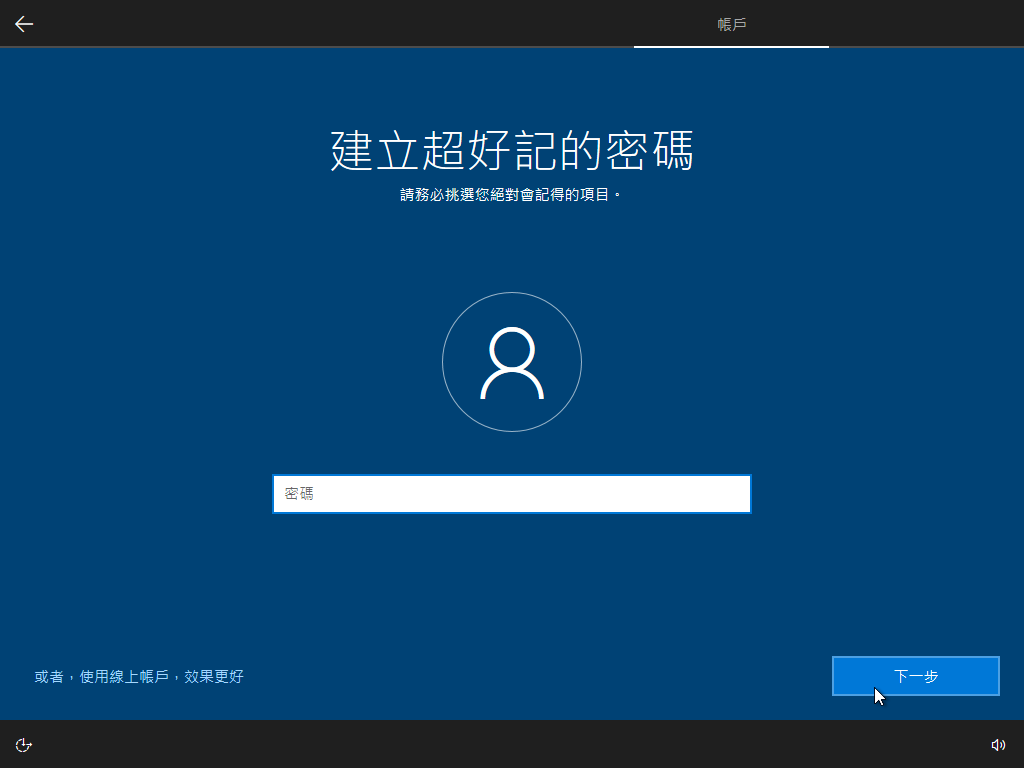 帳戶
建立超好記的密碼
請務必挑選您絕對會記得的項目。
密碼
或者，使用線上帳戶，效果更好
下一步